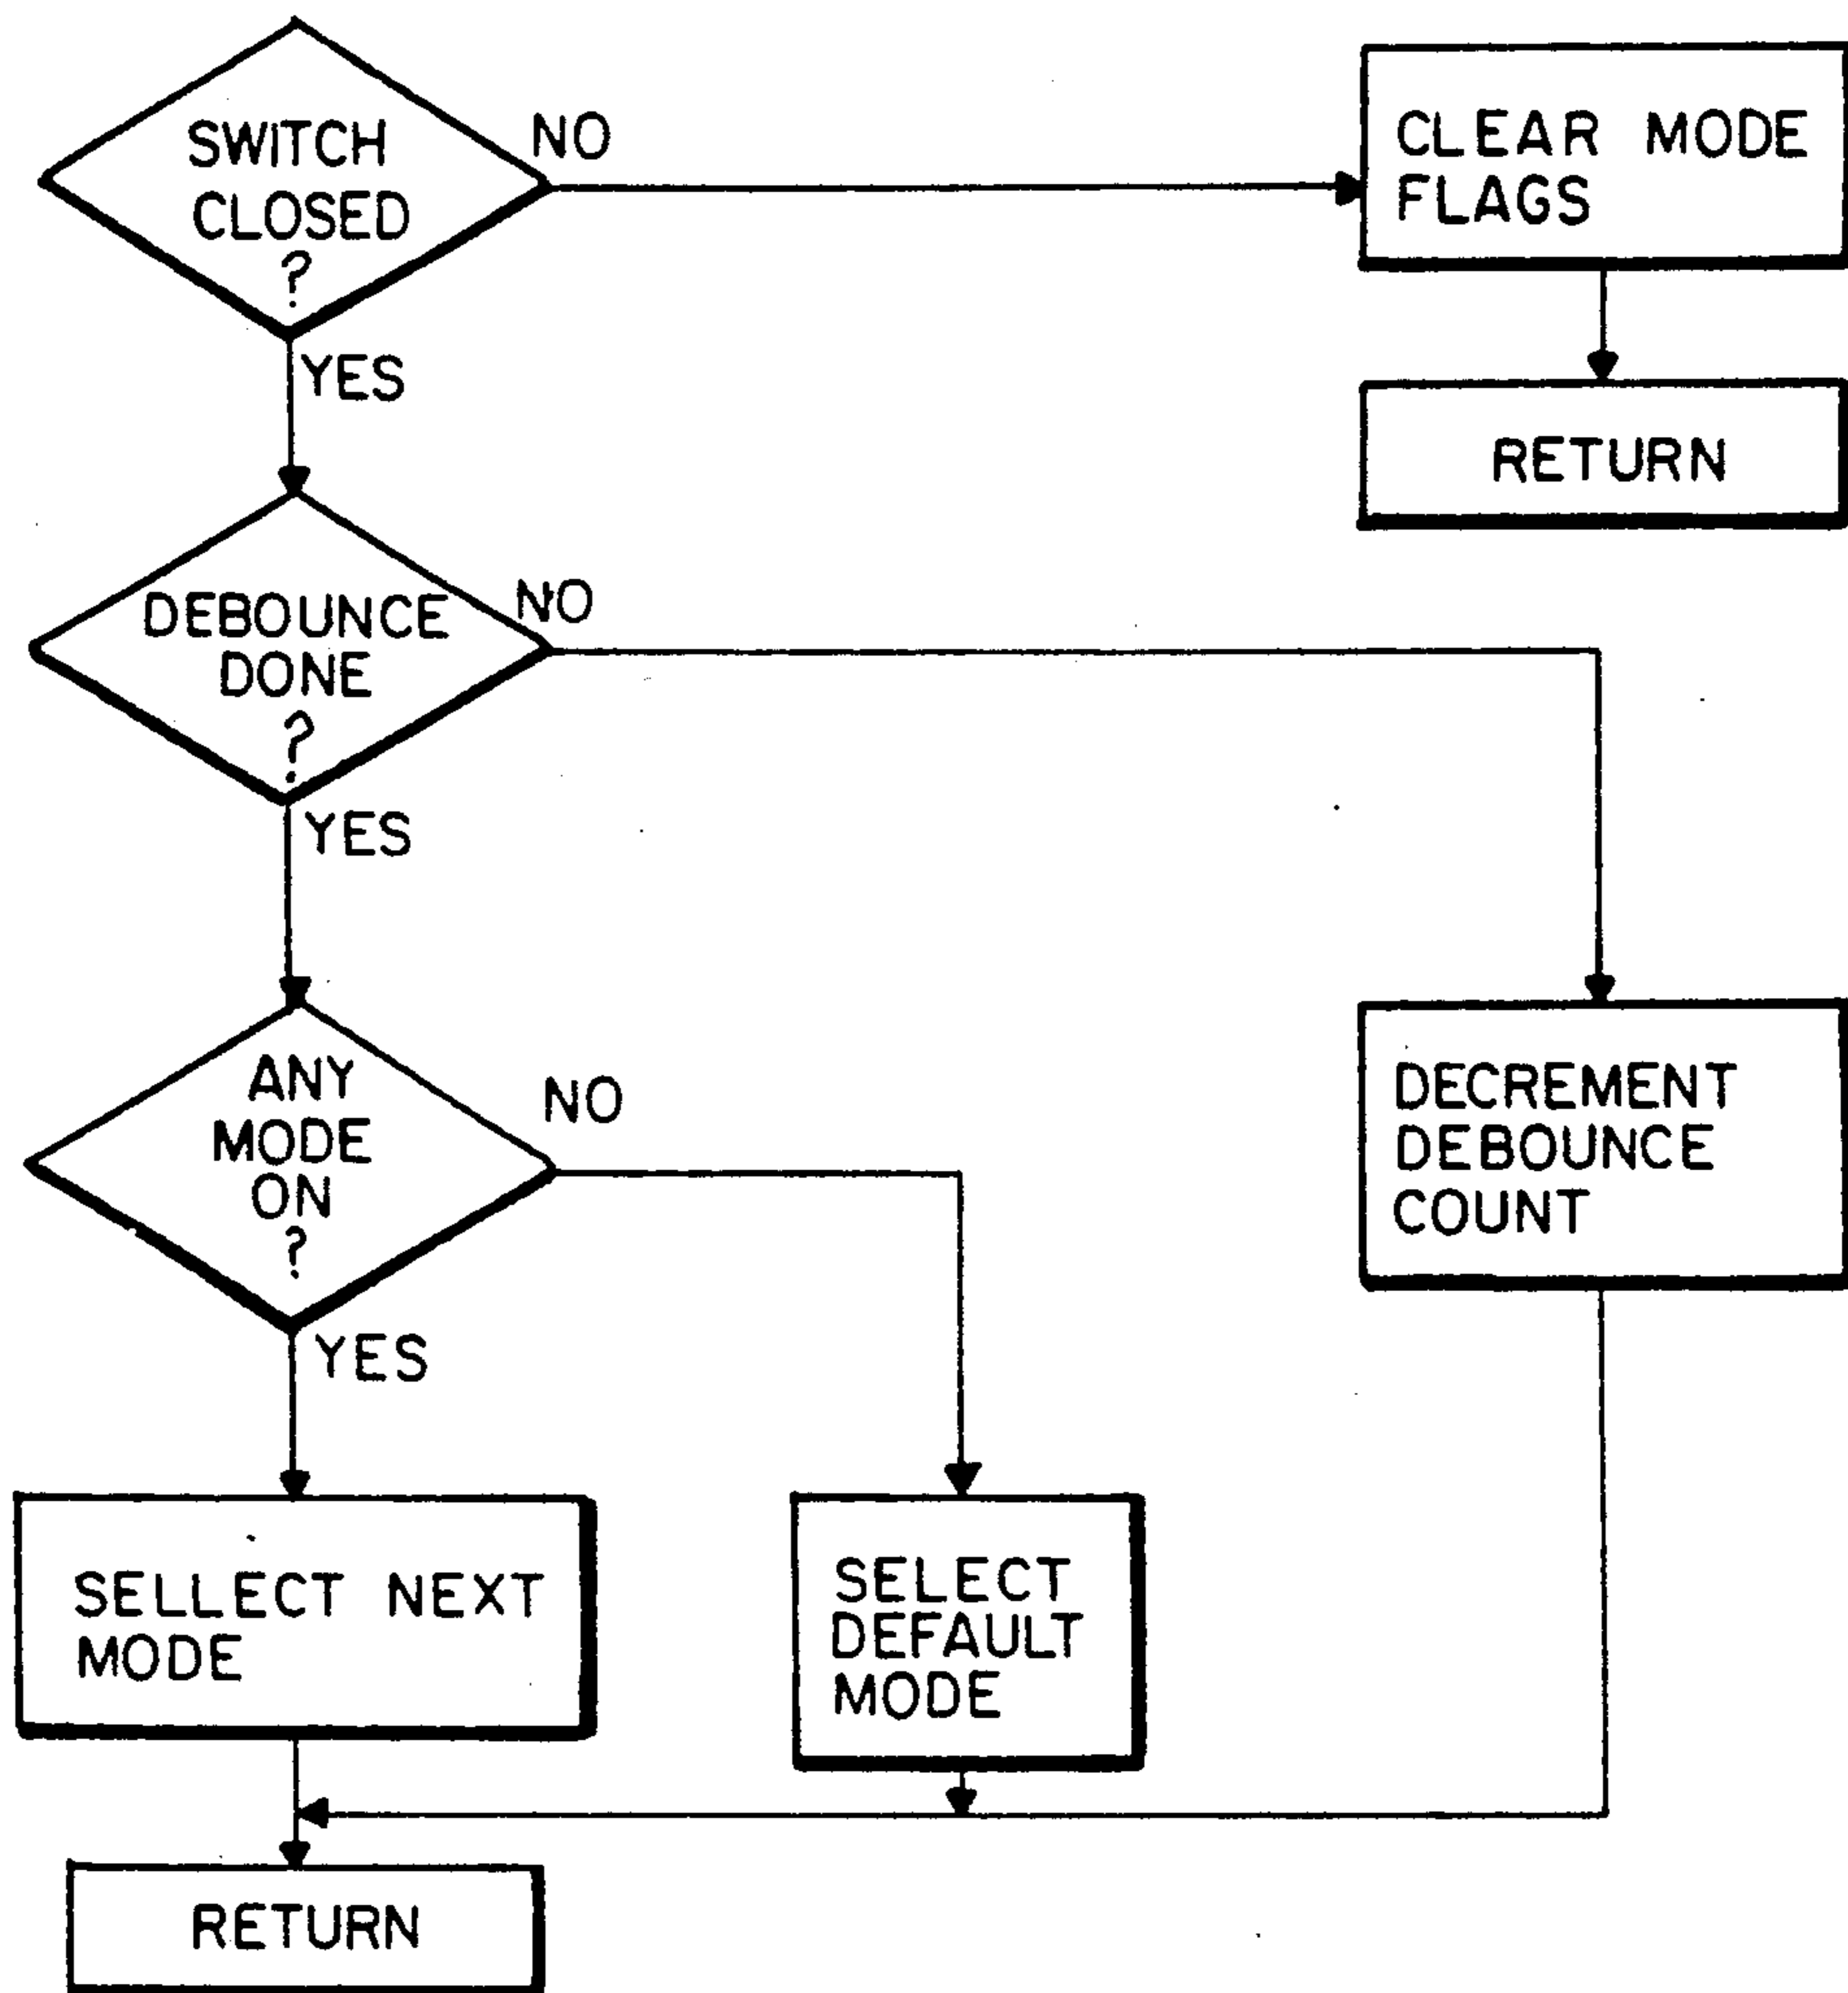 SWITCH
CLOSED
?
NO
CLEAR MODE
FLAGS
YES
RETURN
DEBOUNCE
DONE
?
NO
YES
ANY
MODE
ON
?
NO
DECREMENT
DEBOUNCE
COUNT
YES
SELLECT NEXT
MODE
SELECT
DEFAULT
MODE
RETURN